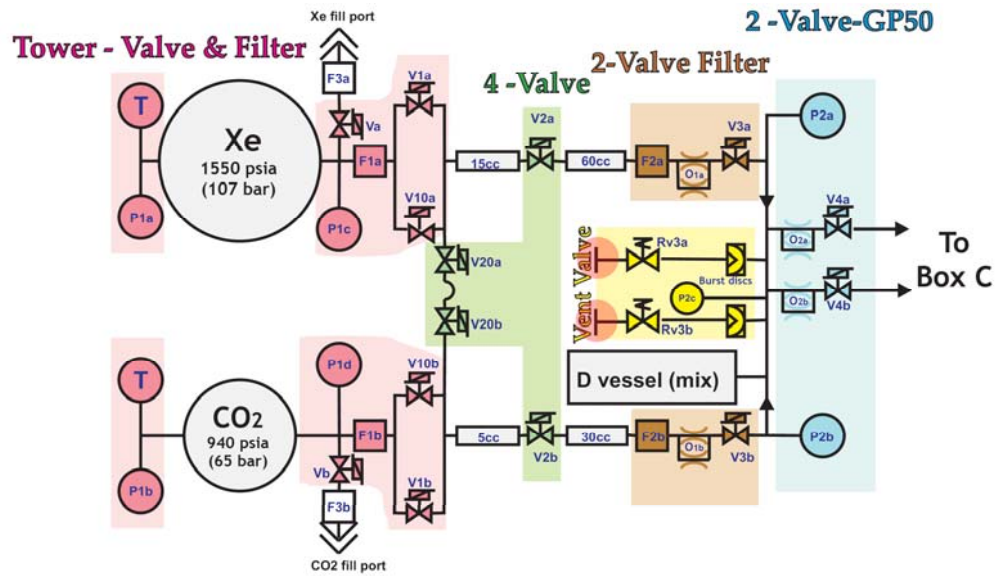 Xe fill port
2 -Valve-GP50
Tower - Valve & Filter
2-Valve Filter
4 -Valve
F3a
V1a
T
Va
V2a
V3a
P2a
Xe
1550 psia
(107 bar)
F1a
15cc
60cc
F2a
O1a
P1a
V10a
P1c
V4a
O2a
To
Box C
Vent Valve
Rv3a
V20a
Burst discs
P2c
O2b
V4b
V20b
Rv3b
P1d
T
V10b
D vessel (mix)
CO2
940 psia
(65 bar)
F1b
5cc
30cc
F2b
O1b
P2b
V2b
V3b
Vb
V1b
P1b
F3b
CO2 fill port